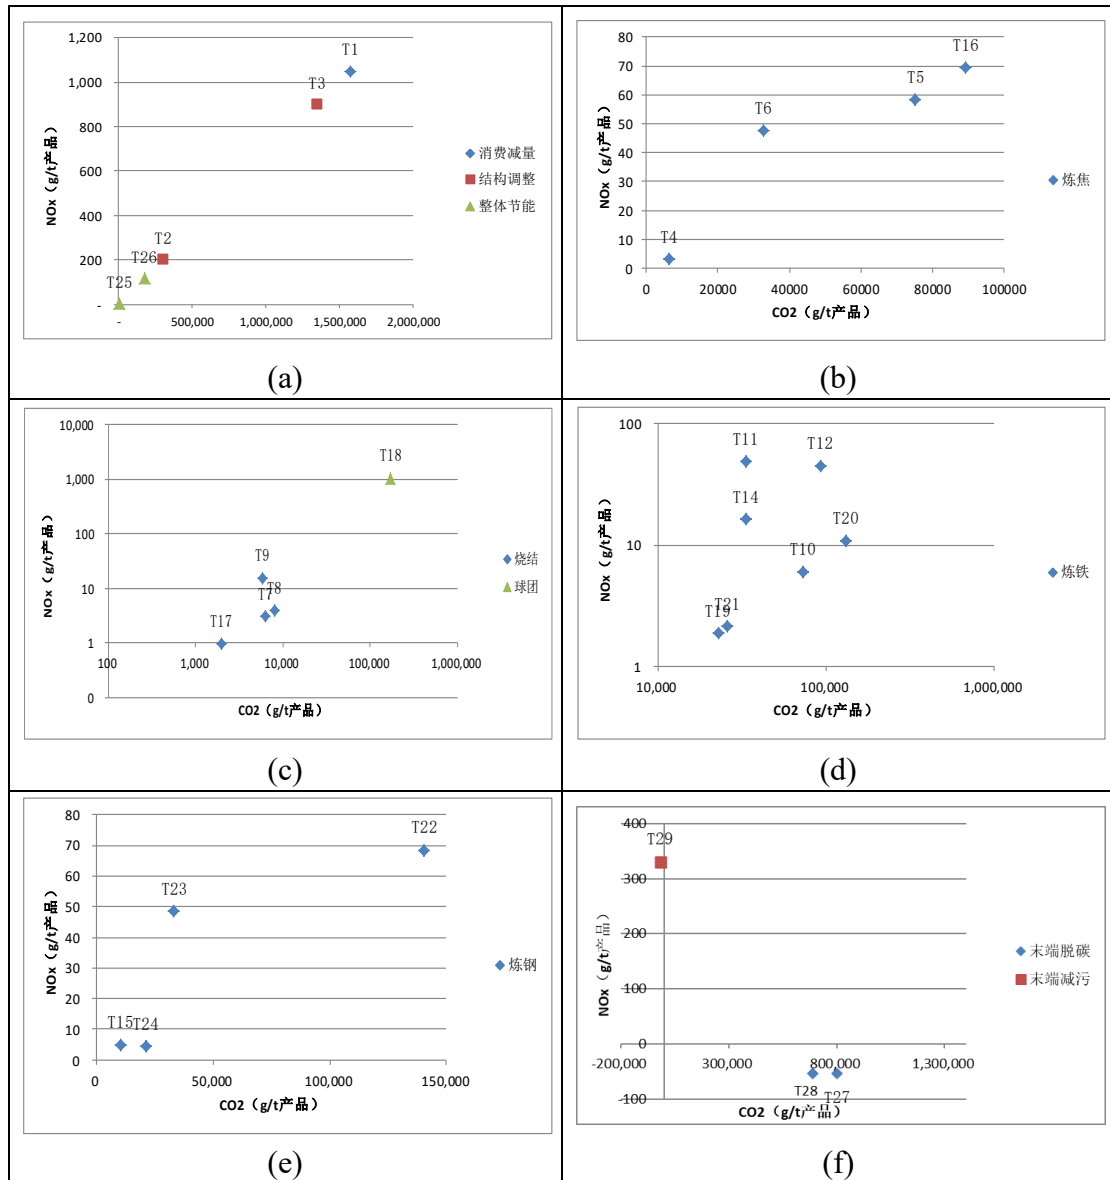 1,200
1,000
800
600
400
200
-
NOx（g/t产品）
T1
T3
T2
T26
T25
-
500,000
1,000,000
1,500,000
2,000,000
消费减量
结构调整
整体节能
(a)
80
70
60
50
40
30
20
10
0
NOx（g/t产品）
T16
T5
T6
T4
0
20000
40000
60000
80000
100000
CO2（g/t产品）
炼焦
(b)
10,000
1,000
100
10
1
0
NOx（g/t产品）
T18
T9
T8
T7
T17
100
1,000
10,000
100,000
1,000,000
CO2（g/t产品）
烧结
球团
(c)
100
10
1
NOx（g/t产品）
T11
T12
T14
T20
T10
T21
T19
10,000
100,000
1,000,000
CO2（g/t产品）
炼铁
(d)
80
70
60
50
40
30
20
10
0
NOx（g/t产品）
T22
T23
T15
T24
0
50,000
100,000
150,000
CO2（g/t产品）
炼钢
(e)
400
300
200
100
0
-100
NOx（g/t产品）
T29
-200,000
300,000
800,000
1,300,000
T28
T27
CO2（g/t产品）
末端脱碳
末端减污
(f)